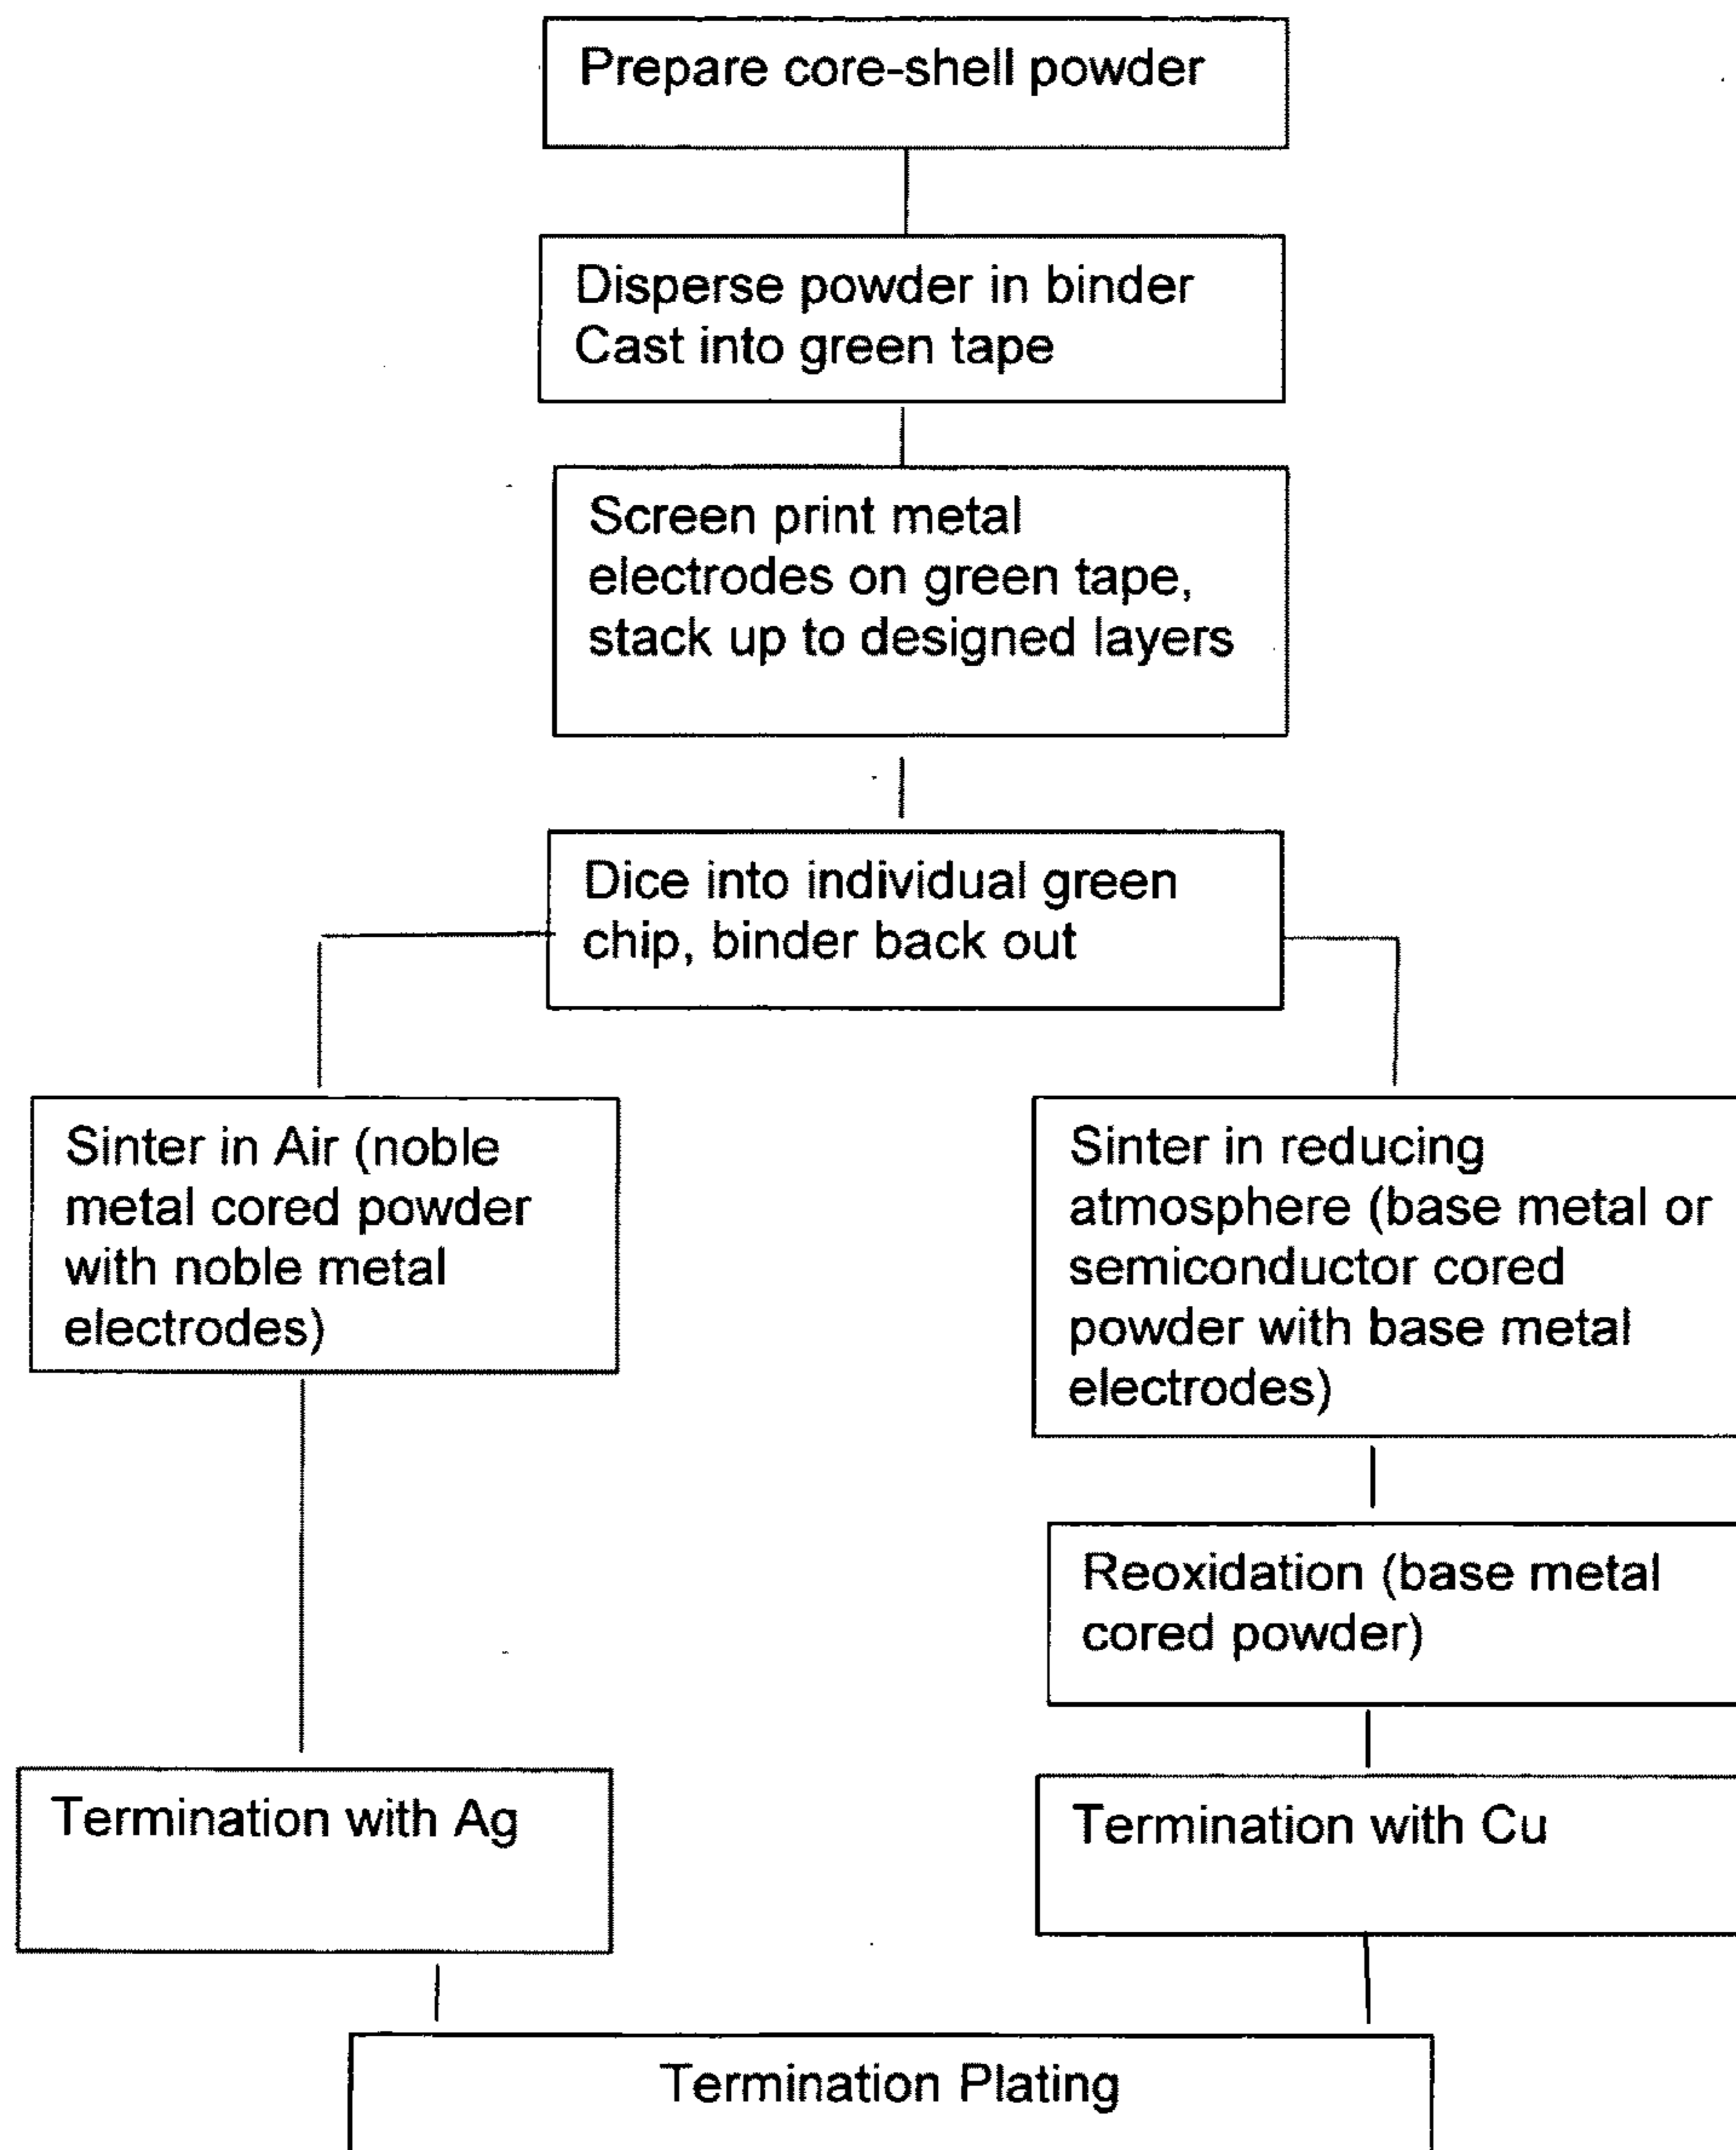 Prepare core-shell powder
Disperse powder in binder
Cast into green tape
Screen print metal
electrodes on green tape,
stack up to designed layers
Dice into individual green
chip, binder back out
Sinter in Air (noble
metal cored powder
with noble metal
electrodes)
Sinter in reducing
atmosphere (base metal or
semiconductor cored
powder with base metal
electrodes)
Reoxidation (base metal
cored powder)
Termination with Ag
Termination with Cu
Termination Plating